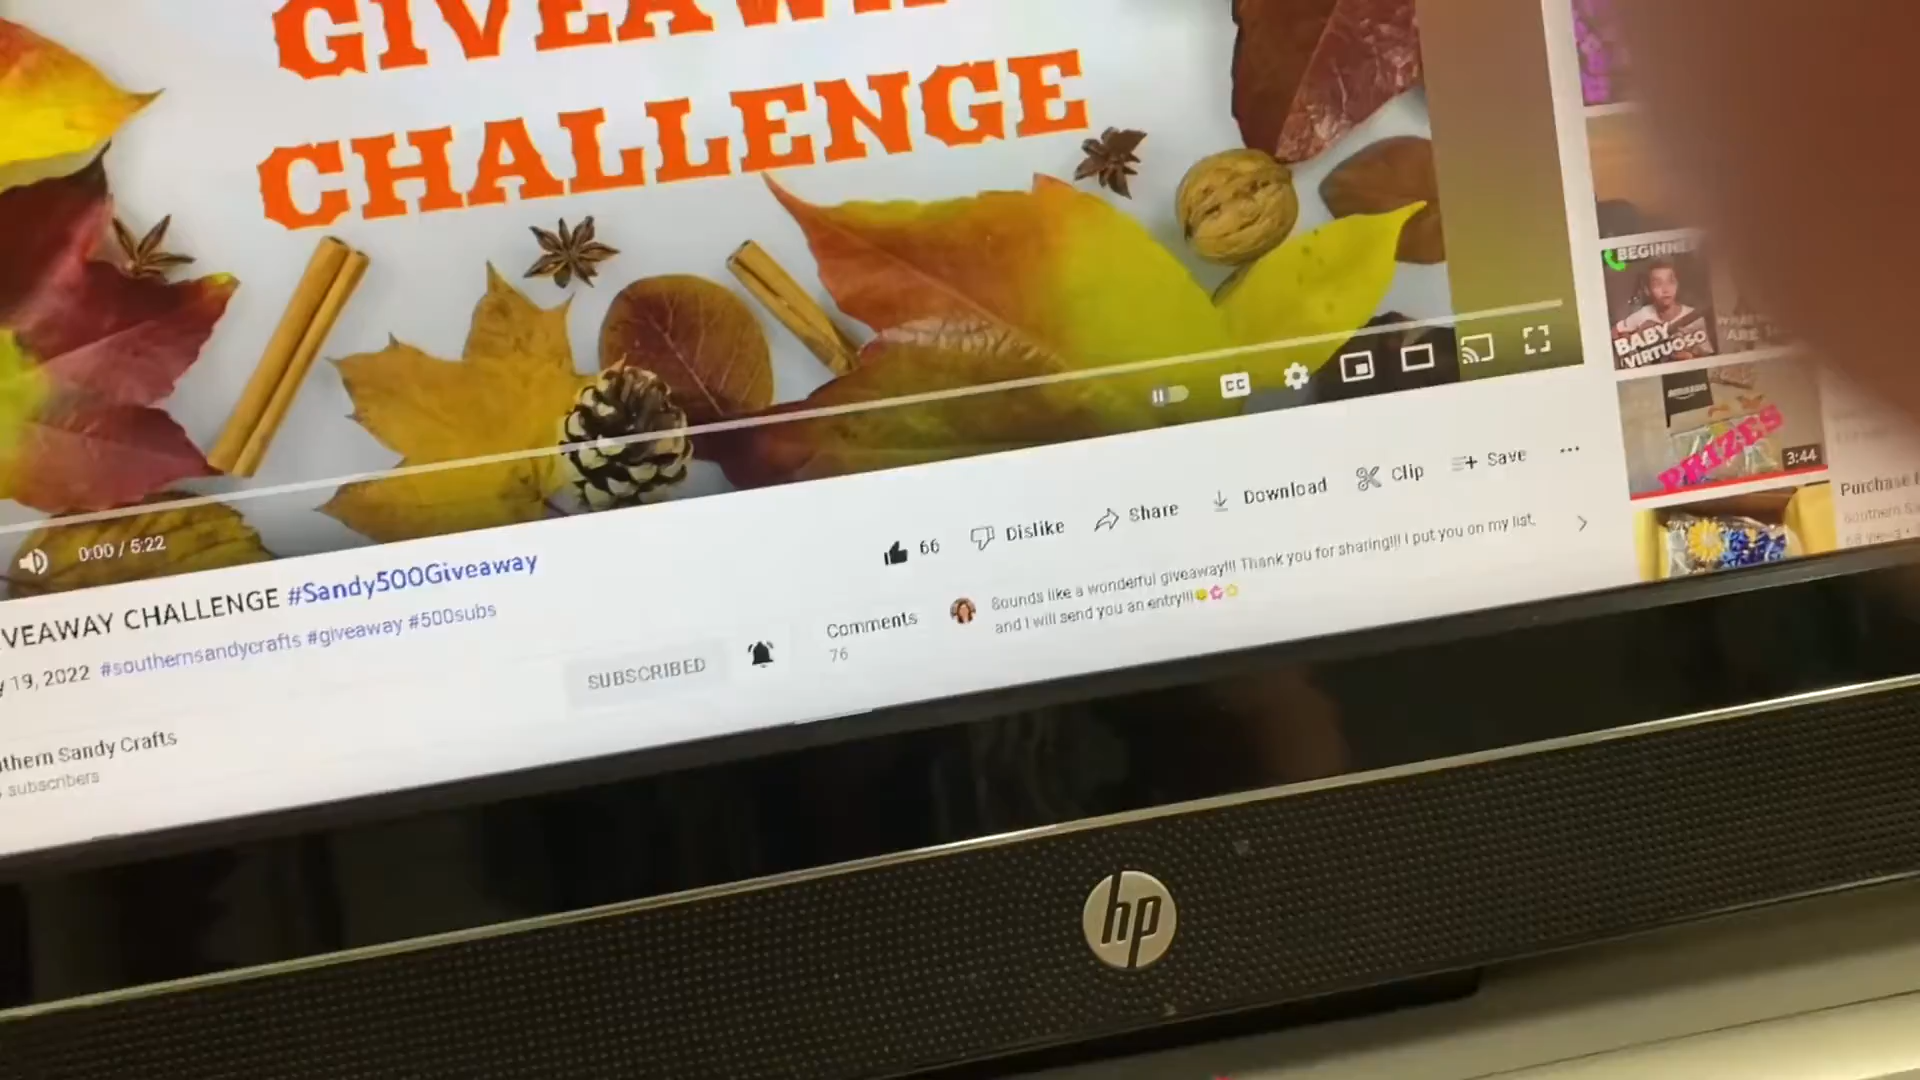 CHALLENGE
0:00 / 5:22
VEAWAY CHALLENGE #Sandy500Giveaway
19, 2022 #southernsandycrafts #giveaway #500subs
thern Sandy Crafts
subscribers
SUBSCRIBED
66 Dislike Share Download Clip Save ...
Comments
76
Sounds like a wonderful giveaway!!! Thank you for sharing!!! I put you on my list,
and I will send you an entry!!!
CC
BABY
VIRTUOSO
PRIZES
3:44
Purchase
hp